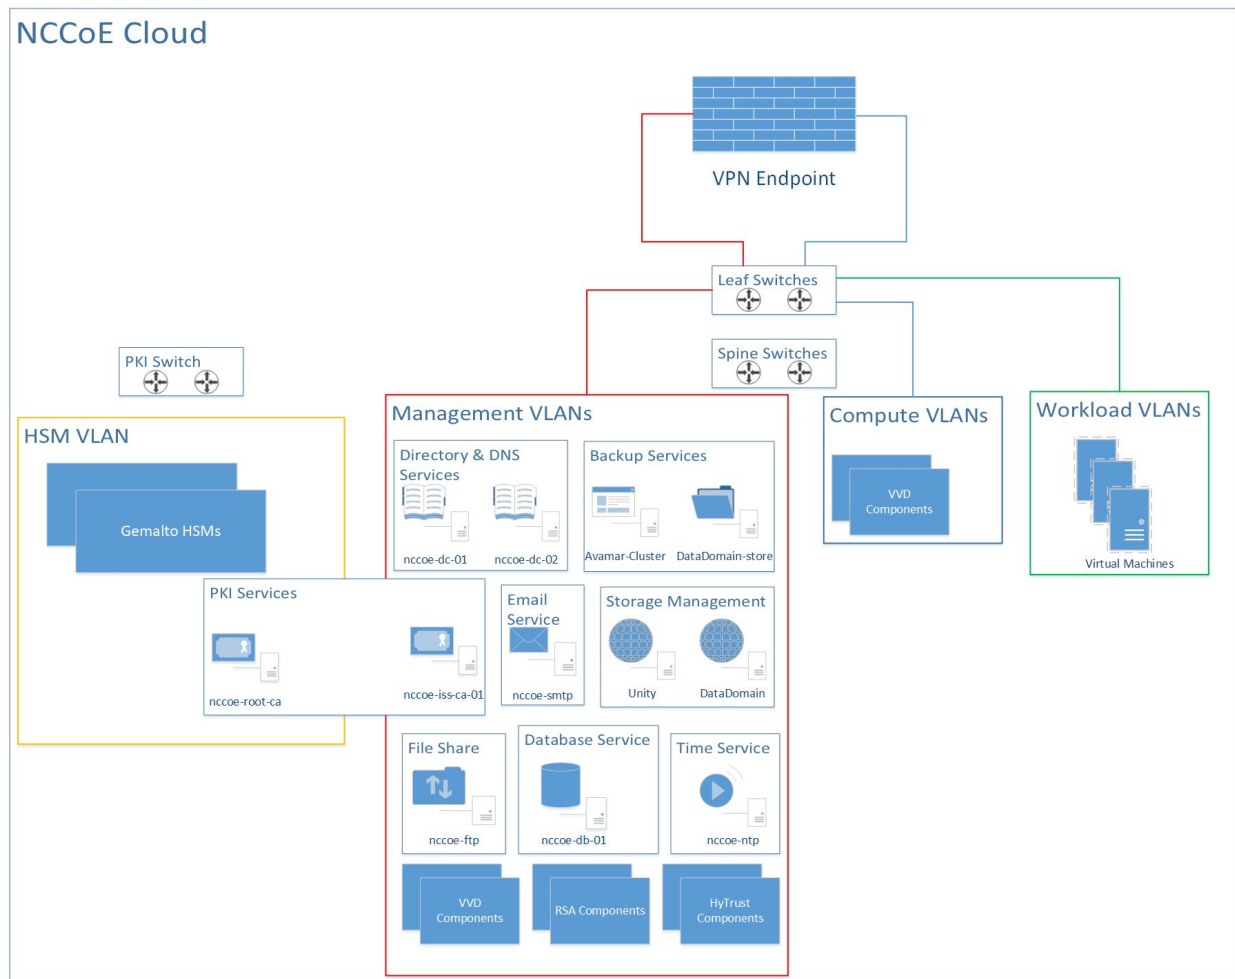 NCCoE Cloud
VPN Endpoint
Leaf Switches
Spine Switches
PKI Switch
HSM VLAN
Gemalto HSMs
Management VLANs
Directory & DNS
Services
nccoe-dc-01
nccoe-dc-02
Backup Services
Avamar-Cluster
DataDomain-store
Compute VLANs
VVD
Components
Workload VLANs
Virtual Machines
PKI Services
nccoe-root-ca
nccoe-iss-ca-01
Email
Service
nccoe-smtp
Storage Management
Unity
DataDomain
File Share
nccoe-ftp
Database Service
nccoe-db-01
Time Service
nccoe-ntp
VVD
Components
RSA Components
HyTrust
Components